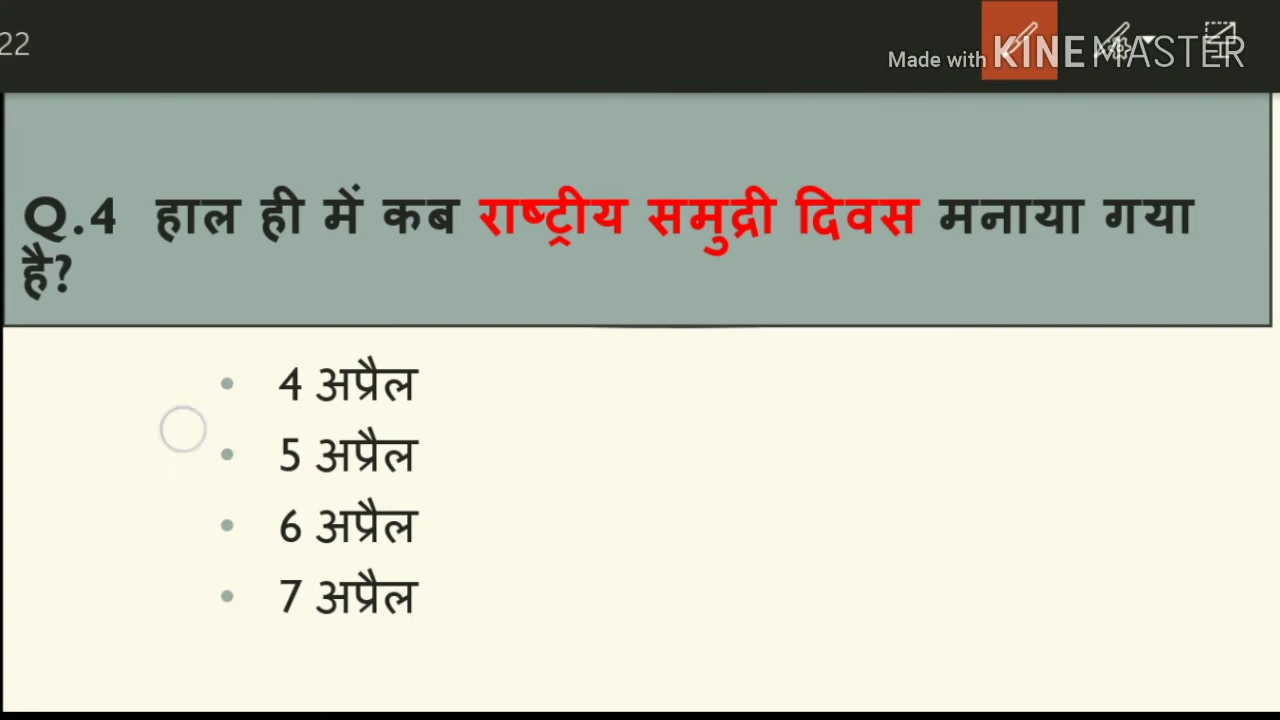 22
Made with KINEMASTER
Q.4 हाल ही में कब राष्ट्रीय समुद्री दिवस मनाया गया
है?
• 4 अप्रैल
• 5 अप्रैल
• 6 अप्रैल
• 7 अप्रैल